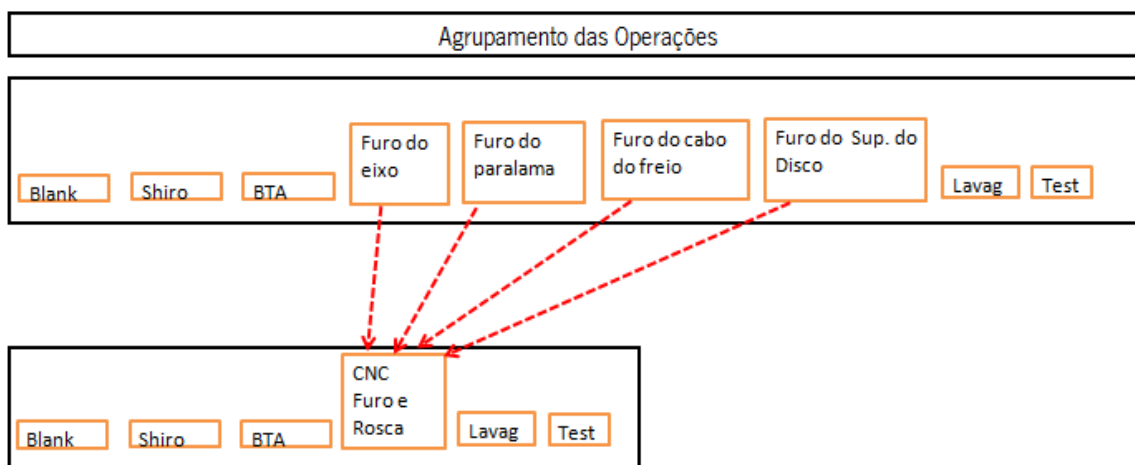 Agrupamento das Operações
Blank
Shiro
BTA
Furo do
eixo
Furo do
paralama
Furo do cabo
do freio
Furo do Sup. do
Disco
Lavag
Test
Blank
Shiro
BTA
CNC
Furo e
Rosca
Lavag
Test